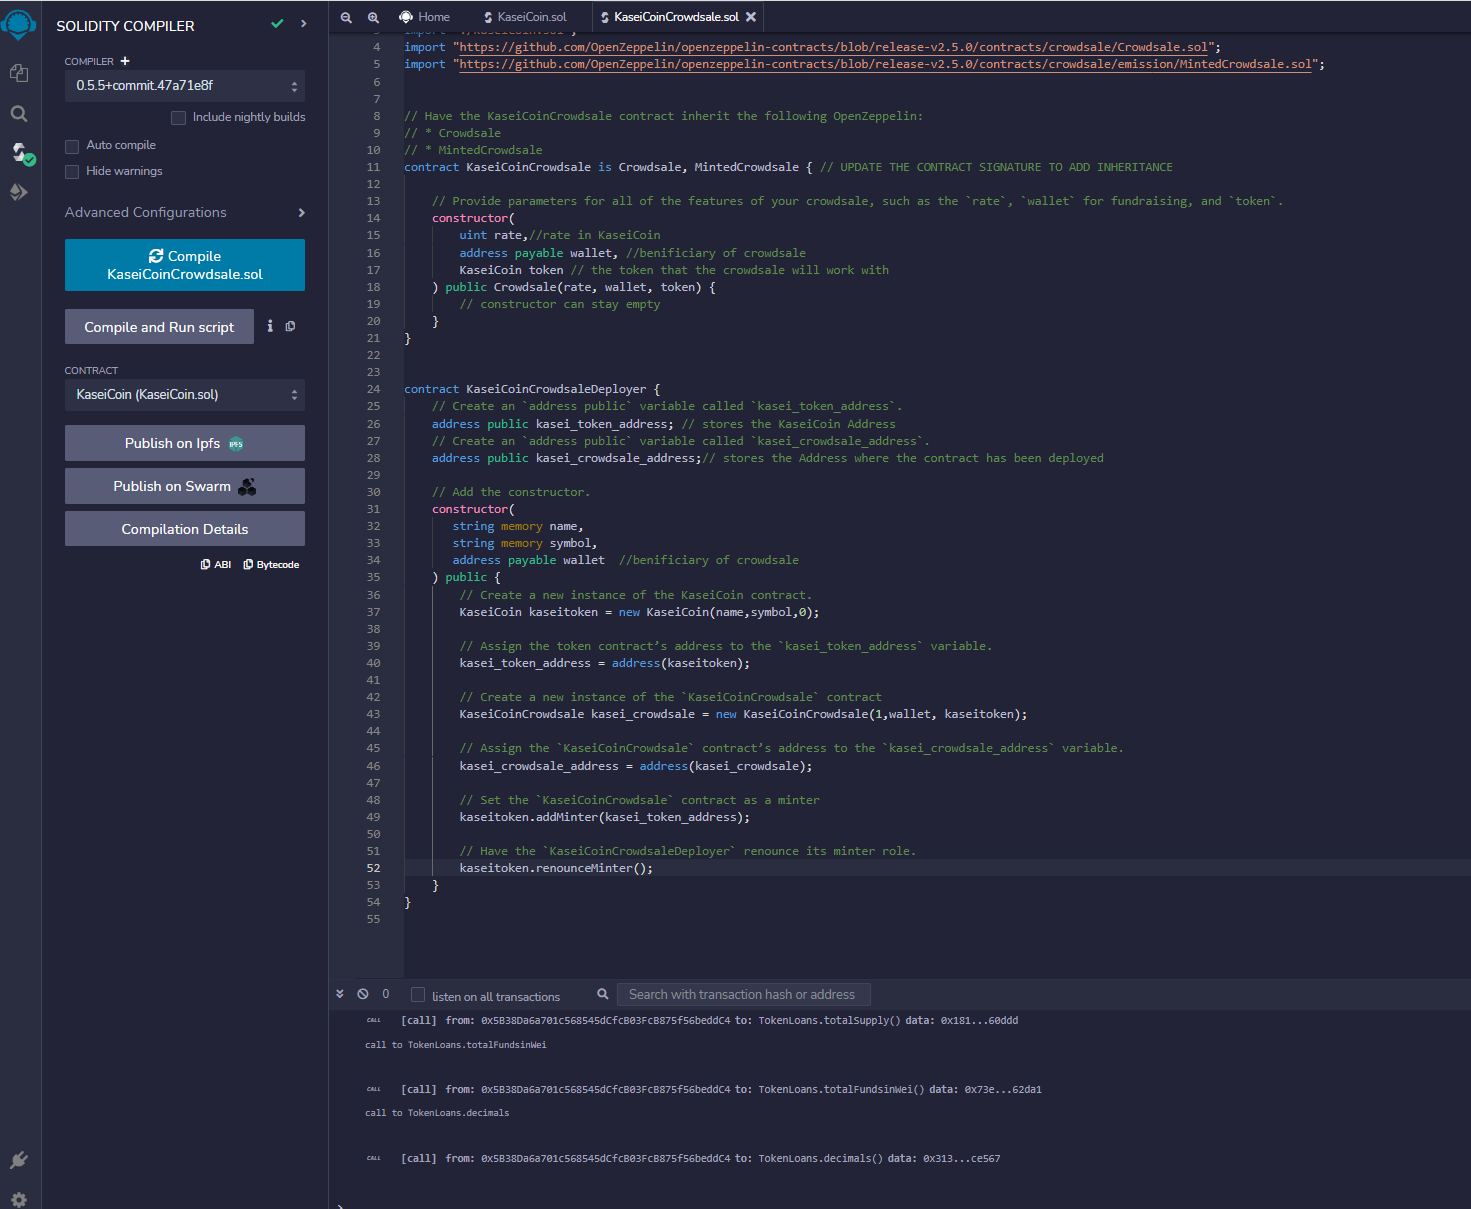 SOLIDITY COMPILER
COMPILER
0.5.5+commit.47a71e8f
Include nightly builds
Auto compile
Hide warnings
Advanced Configurations
Compile
KaseiCoinCrowdsale.sol
Compile and Run script
CONTRACT
KaseiCoin (KaseiCoin.sol)
Publish on Ipfs IPFS
Publish on Swarm
Compilation Details
ABI Bytecode
Home KaseiCoin.sol KaseiCoinCrowdsale.sol
4 import "https://github.com/OpenZeppelin/openzeppelin-contracts/blob/release-v2.5.0/contracts/crowdsale/Crowdsale.sol";
5 import "https://github.com/OpenZeppelin/openzeppelin-contracts/blob/release-v2.5.0/contracts/crowdsale/emission/MintedCrowdsale.sol";
6
7
8 // Have the KaseiCoinCrowdsale contract inherit the following OpenZeppelin:
9 // * Crowdsale
10 // * MintedCrowdsale
11 contract KaseiCoinCrowdsale is Crowdsale, MintedCrowdsale { // UPDATE THE CONTRACT SIGNATURE TO ADD INHERITANCE
12
13 // Provide parameters for all of the features of your crowdsale, such as the `rate`, `wallet` for fundraising, and `token`.
14 constructor(
15 uint rate,//rate in KaseiCoin
16 address payable wallet, //benificiary of crowdsale
17 KaseiCoin token // the token that the crowdsale will work with
18 ) public Crowdsale(rate, wallet, token) {
19 // constructor can stay empty
20 }
21 }
22
23
24 contract KaseiCoinCrowdsaleDeployer {
25 // Create an `address public` variable called `kasei_token_address`.
26 address public kasei_token_address; // stores the KaseiCoin Address
27 // Create an `address public` variable called `kasei_crowdsale_address`.
28 address public kasei_crowdsale_address;// stores the Address where the contract has been deployed
29
30 // Add the constructor.
31 constructor(
32 string memory name,
33 string memory symbol,
34 address payable wallet //benificiary of crowdsale
35 ) public {
36 // Create a new instance of the KaseiCoin contract.
37 KaseiCoin kaseitoken = new KaseiCoin(name,symbol,0);
38
39 // Assign the token contract’s address to the `kasei_token_address` variable.
40 kasei_token_address = address(kaseitoken);
41
42 // Create a new instance of the `KaseiCoinCrowdsale` contract
43 KaseiCoinCrowdsale kasei_crowdsale = new KaseiCoinCrowdsale(1,wallet, kaseitoken);
44
45 // Assign the `KaseiCoinCrowdsale` contract’s address to the `kasei_crowdsale_address` variable.
46 kasei_crowdsale_address = address(kasei_crowdsale);
47
48 // Set the `KaseiCoinCrowdsale` contract as a minter
49 kaseitoken.addMinter(kasei_token_address);
50
51 // Have the `KaseiCoinCrowdsaleDeployer` renounce its minter role.
52 kaseitoken.renounceMinter();
53 }
54 }
55
0 listen on all transactions Search with transaction hash or address
CALL [call] from: 0x5B38Da6a701c568545dCfcB03FcB875f56beddC4 to: TokenLoans.totalSupply() data: 0x181...60ddd
call to TokenLoans.totalFundsinWei
CALL [call] from: 0x5B38Da6a701c568545dCfcB03FcB875f56beddC4 to: TokenLoans.totalFundsinWei() data: 0x73e...62da1
call to TokenLoans.decimals
CALL [call] from: 0x5B38Da6a701c568545dCfcB03FcB875f56beddC4 to: TokenLoans.decimals() data: 0x313...ce567